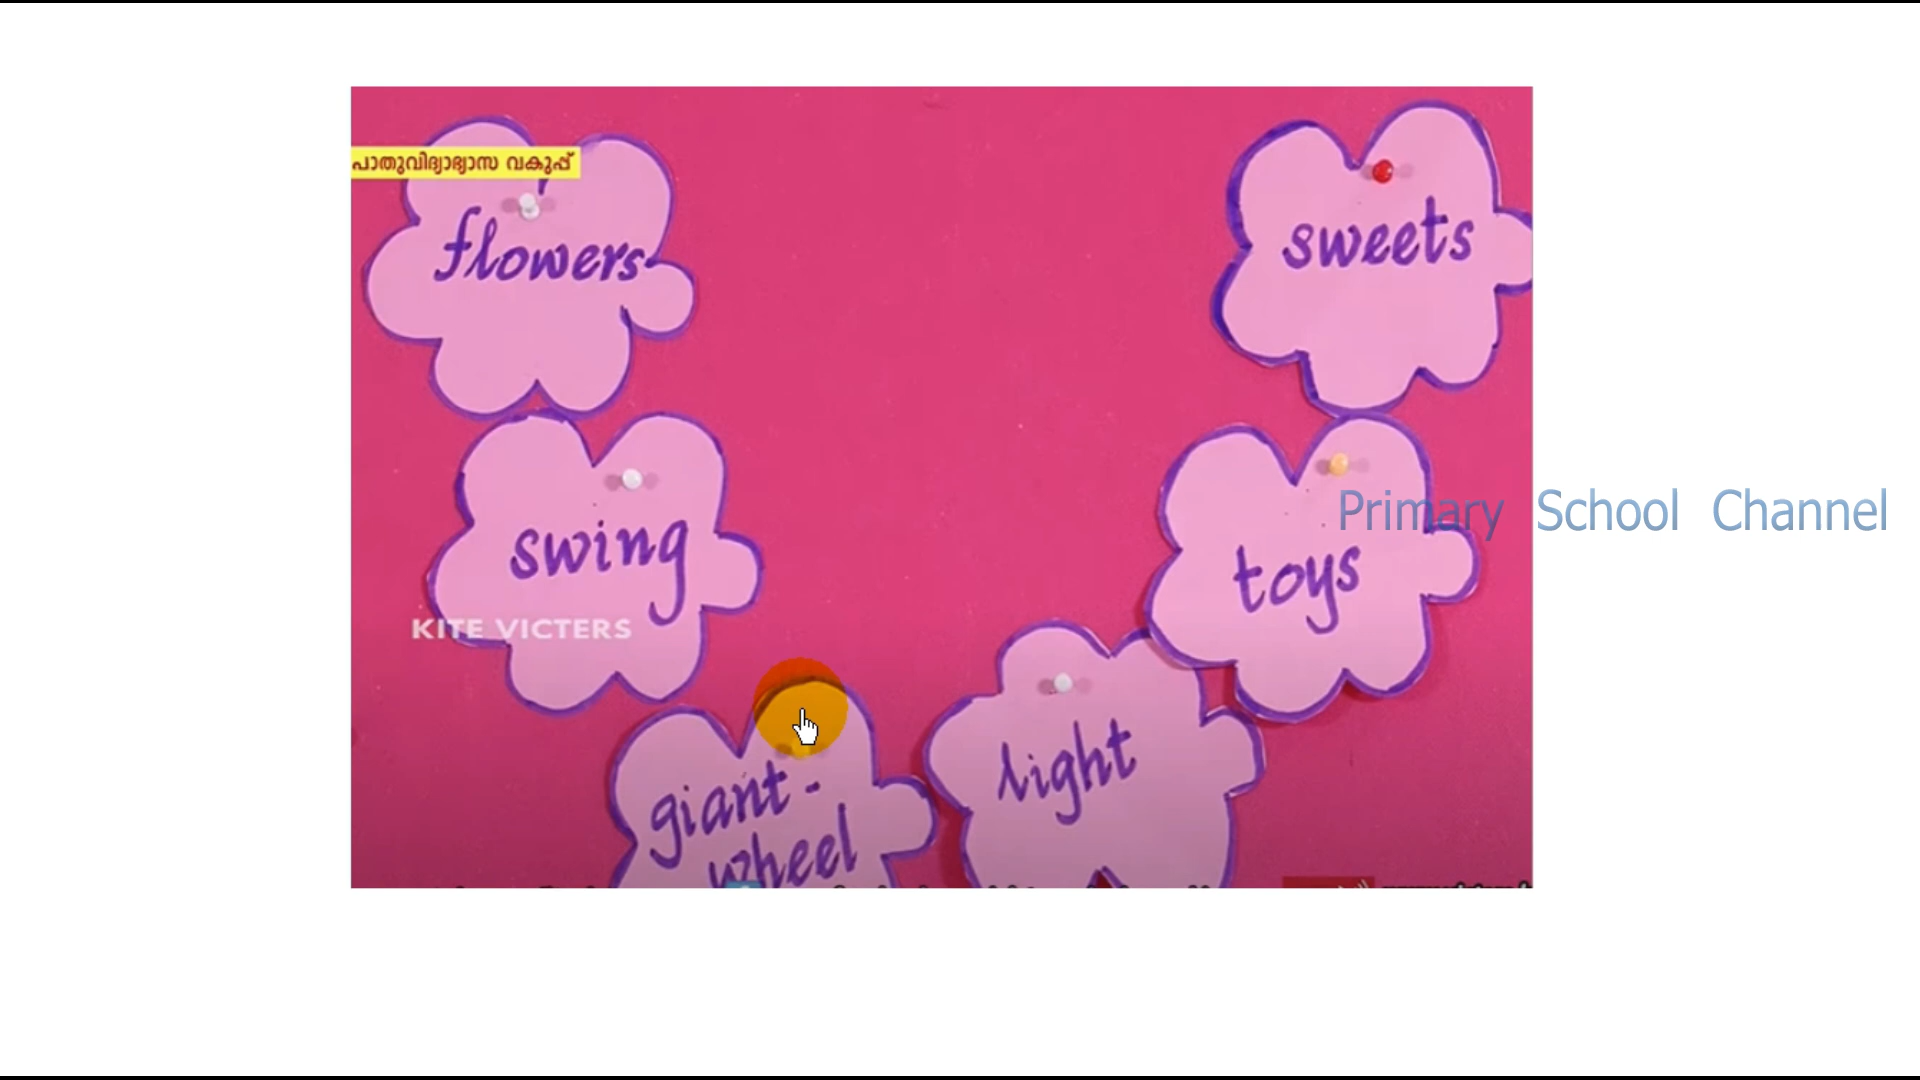 പൊതുവിദ്യാഭ്യാസ വകുപ്പ്
flowers
sweets
swing
toys
Primary School Channel
KITE VICTERS
light
giant-
wheel